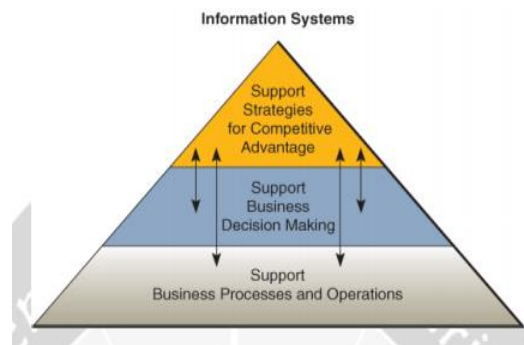 Information Systems
Support
Strategies
for Competitive
Advantage
Support
Business
Decision Making
Support
Business Processes and Operations